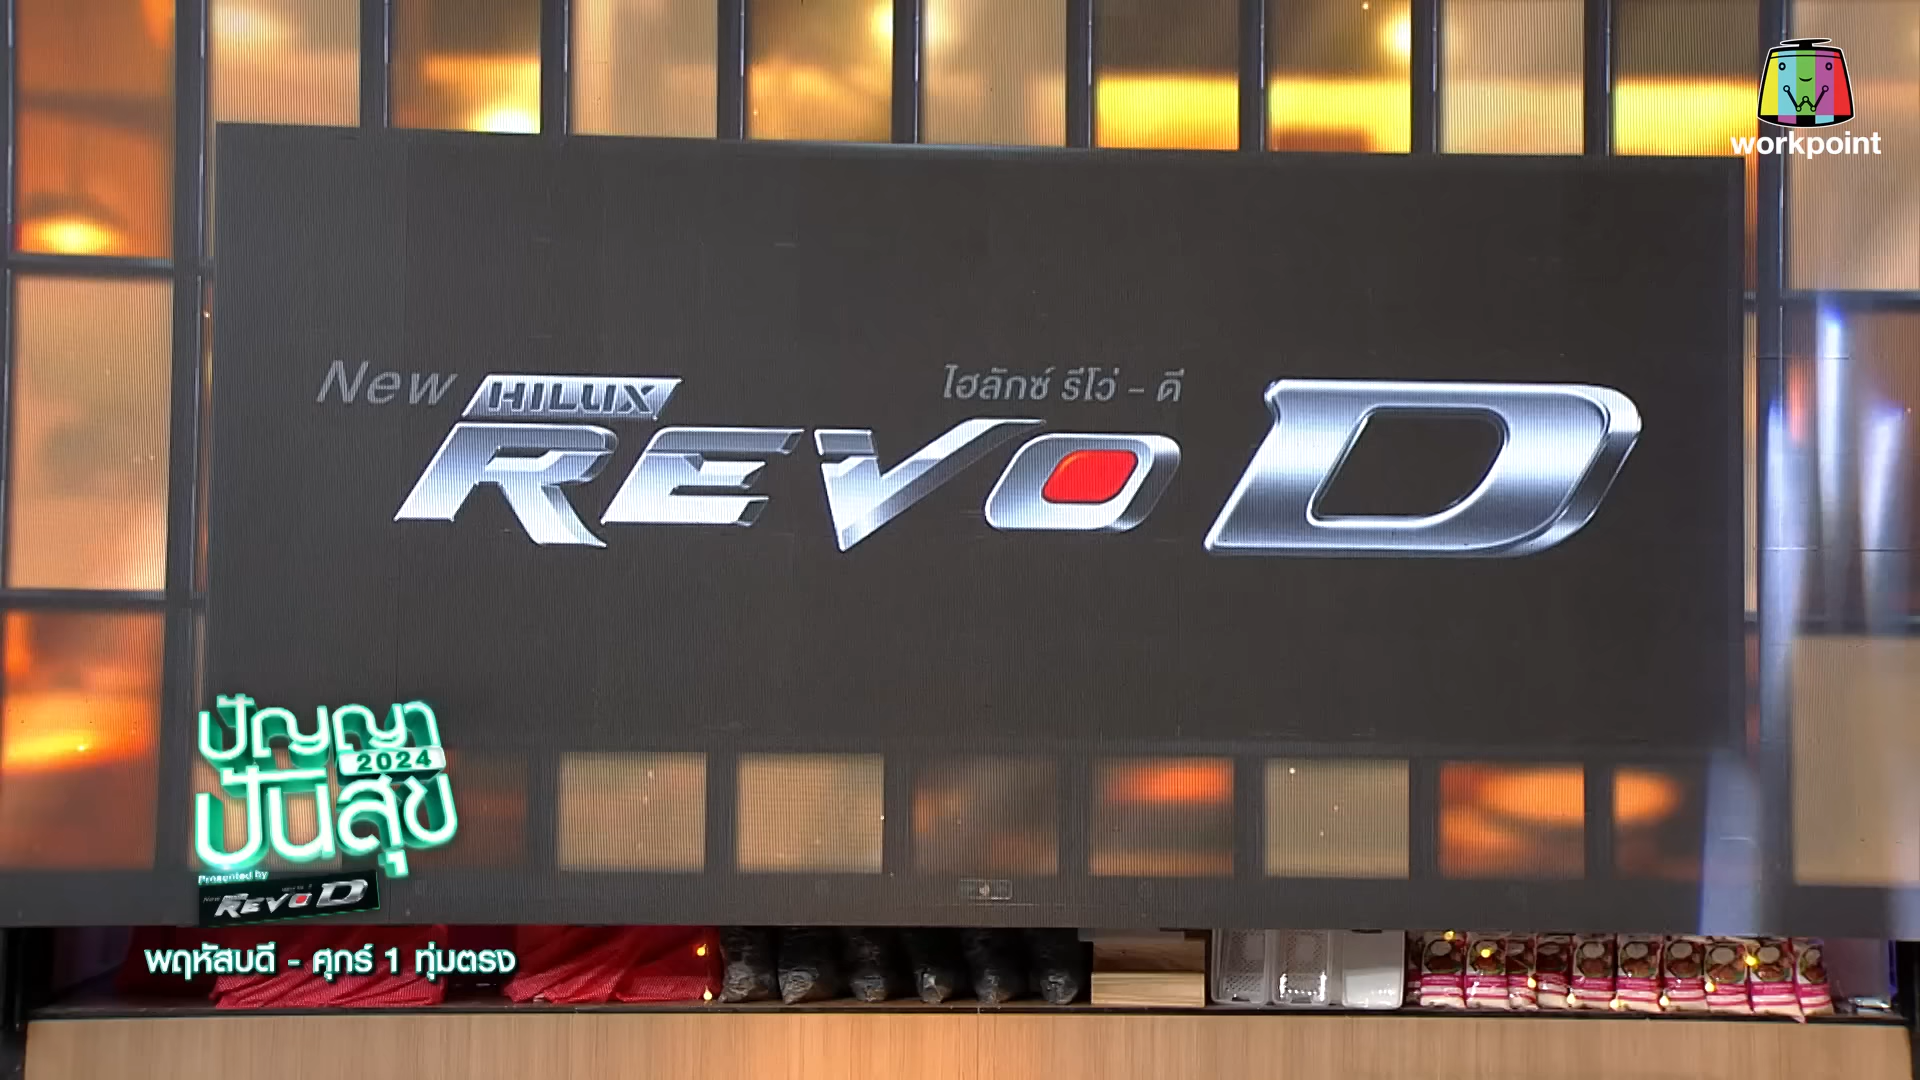 workpoint
New HILUX ไฮลักซ์ รีโว่ - ดี
REVO D
ปัญญา
2024
ปันสุข
Presented by
New REVO D
พฤหัสบดี - ศุกร์ 1 ทุ่มตรง